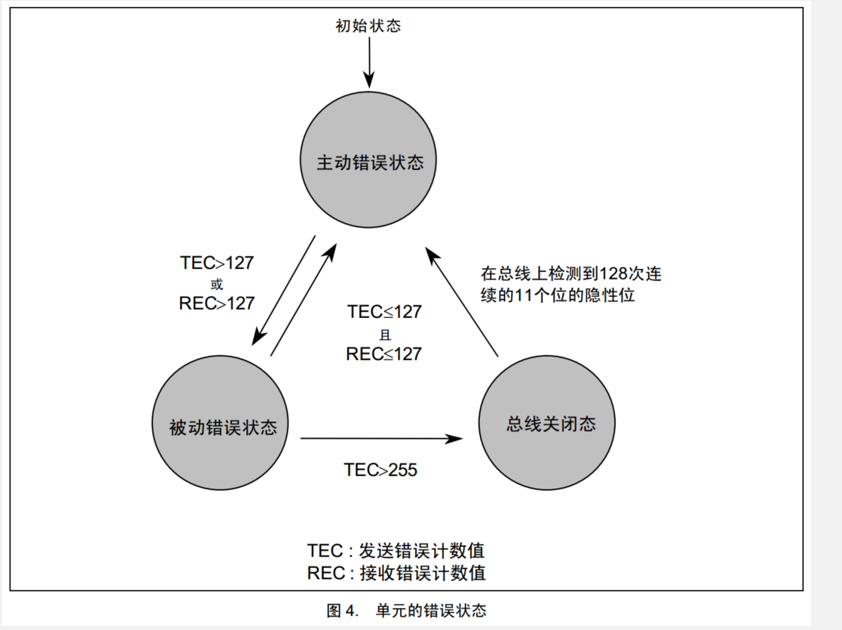 初始状态
主动错误状态
TEC>127
或
REC>127
TEC≤127
且
REC≤127
在总线上检测到128次连
续的11个位的隐性位
被动错误状态
总线关闭态
TEC>255
TEC : 发送错误计数值
REC : 接收错误计数值
图 4. 单元的错误状态